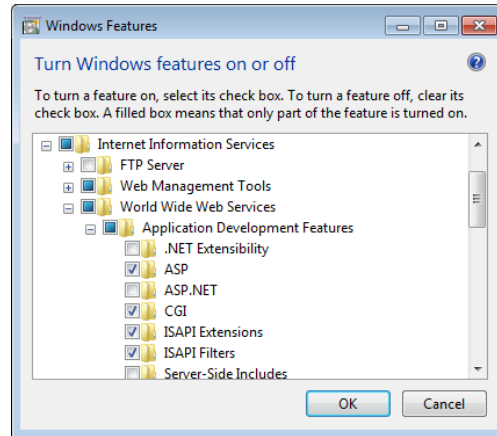 Windows Features
Turn Windows features on or off
To turn a feature on, select its check box. To turn a feature off, clear its
check box. A filled box means that only part of the feature is turned on.
Internet Information Services
FTP Server
Web Management Tools
World Wide Web Services
Application Development Features
.NET Extensibility
ASP
ASP.NET
CGI
ISAPI Extensions
ISAPI Filters
Server-Side Includes
OK Cancel